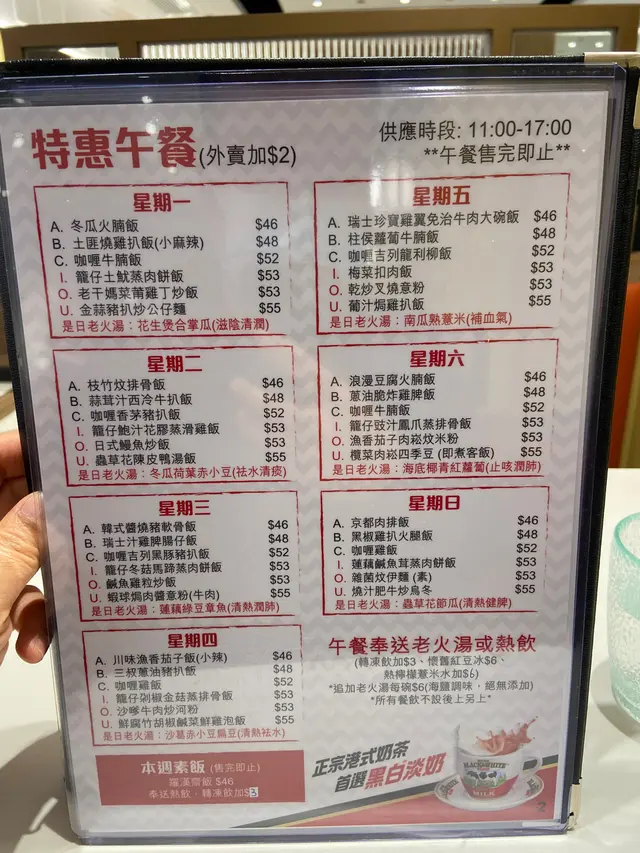 特惠午餐(外賣加$2)
供應時段: 11:00-17:00
**午餐售完即止**
星期一
A. 冬瓜火腩飯 $46
B. 土匪燒雞扒飯(小麻辣) $48
C. 咖喱牛腩飯 $52
I. 籠仔土魷蒸肉餅飯 $53
O. 老干媽菜莆雞丁炒飯 $53
U. 金蒜豬扒炒公仔麵 $55
是日老火湯：花生煲合掌瓜(滋陰清潤)
星期二
A. 枝竹炆排骨飯 $46
B. 蒜茸汁西冷牛扒飯 $48
C. 咖喱香茅豬扒飯 $52
I. 籠仔鮑汁花膠蒸滑雞飯 $53
O. 日式鰻魚炒飯 $53
U. 蟲草花陳皮鴨湯飯 $55
是日老火湯：冬瓜荷葉赤小豆(祛水清痰)
星期三
A. 韓式醬燒豬軟骨飯 $46
B. 瑞士汁雞脾腸仔飯 $48
C. 咖喱吉列黑豚豬扒飯 $52
I. 籠仔冬菇馬蹄蒸肉餅飯 $53
O. 鹹魚雞粒炒飯 $53
U. 蝦球焗肉醬意粉(牛肉) $55
是日老火湯：蓮藕綠豆章魚(清熱潤肺)
星期四
A. 川味漁香茄子飯(小辣) $46
B. 三叔蔥油豬扒飯 $48
C. 咖喱雞飯 $52
I. 籠仔剁椒金菇蒸排骨飯 $53
O. 沙嗲牛肉炒河粉 $53
U. 鮮腐竹胡椒鹹菜鮮雞泡飯 $55
是日老火湯：沙葛赤小豆扁豆(清熱祛水)
本週素飯 (售完即止)
羅漢齋飯 $46
奉送熱飲，轉凍飲加$3
星期五
A. 瑞士珍寶雞翼免治牛肉大碗飯 $46
B. 柱侯蘿蔔牛腩飯 $48
C. 咖喱吉列龍利柳飯 $52
I. 梅菜扣肉飯 $53
O. 乾炒叉燒意粉 $53
U. 葡汁焗雞扒飯 $55
是日老火湯：南瓜熟薏米(補血氣)
星期六
A. 浪漫豆腐火腩飯 $46
B. 蔥油脆炸雞脾飯 $48
C. 咖喱牛腩飯 $52
I. 籠仔豉汁鳳爪蒸排骨飯 $53
O. 漁香茄子肉崧炆米粉 $53
U. 欖菜肉崧四季豆 (即煮客飯) $55
是日老火湯：海底椰青紅蘿蔔(止咳潤肺)
星期日
A. 京都肉排飯 $46
B. 黑椒雞扒火腿飯 $48
C. 咖喱雞飯 $52
I. 蓮藕鹹魚茸蒸肉餅飯 $53
O. 雜菌炆伊麵 (素) $53
U. 燒汁肥牛炒烏冬 $55
是日老火湯：蟲草花節瓜(清熱健脾)
午餐奉送老火湯或熱飲
(轉凍飲加$3、懷舊紅豆冰$6、
熱檸檬薏米水加$6)
*追加老火湯每碗$6(海鹽調味，絕無添加)
*所有餐飲不設後上另上*
正宗港式奶茶
首選黑白淡奶
BLACK&WHITE
MILK